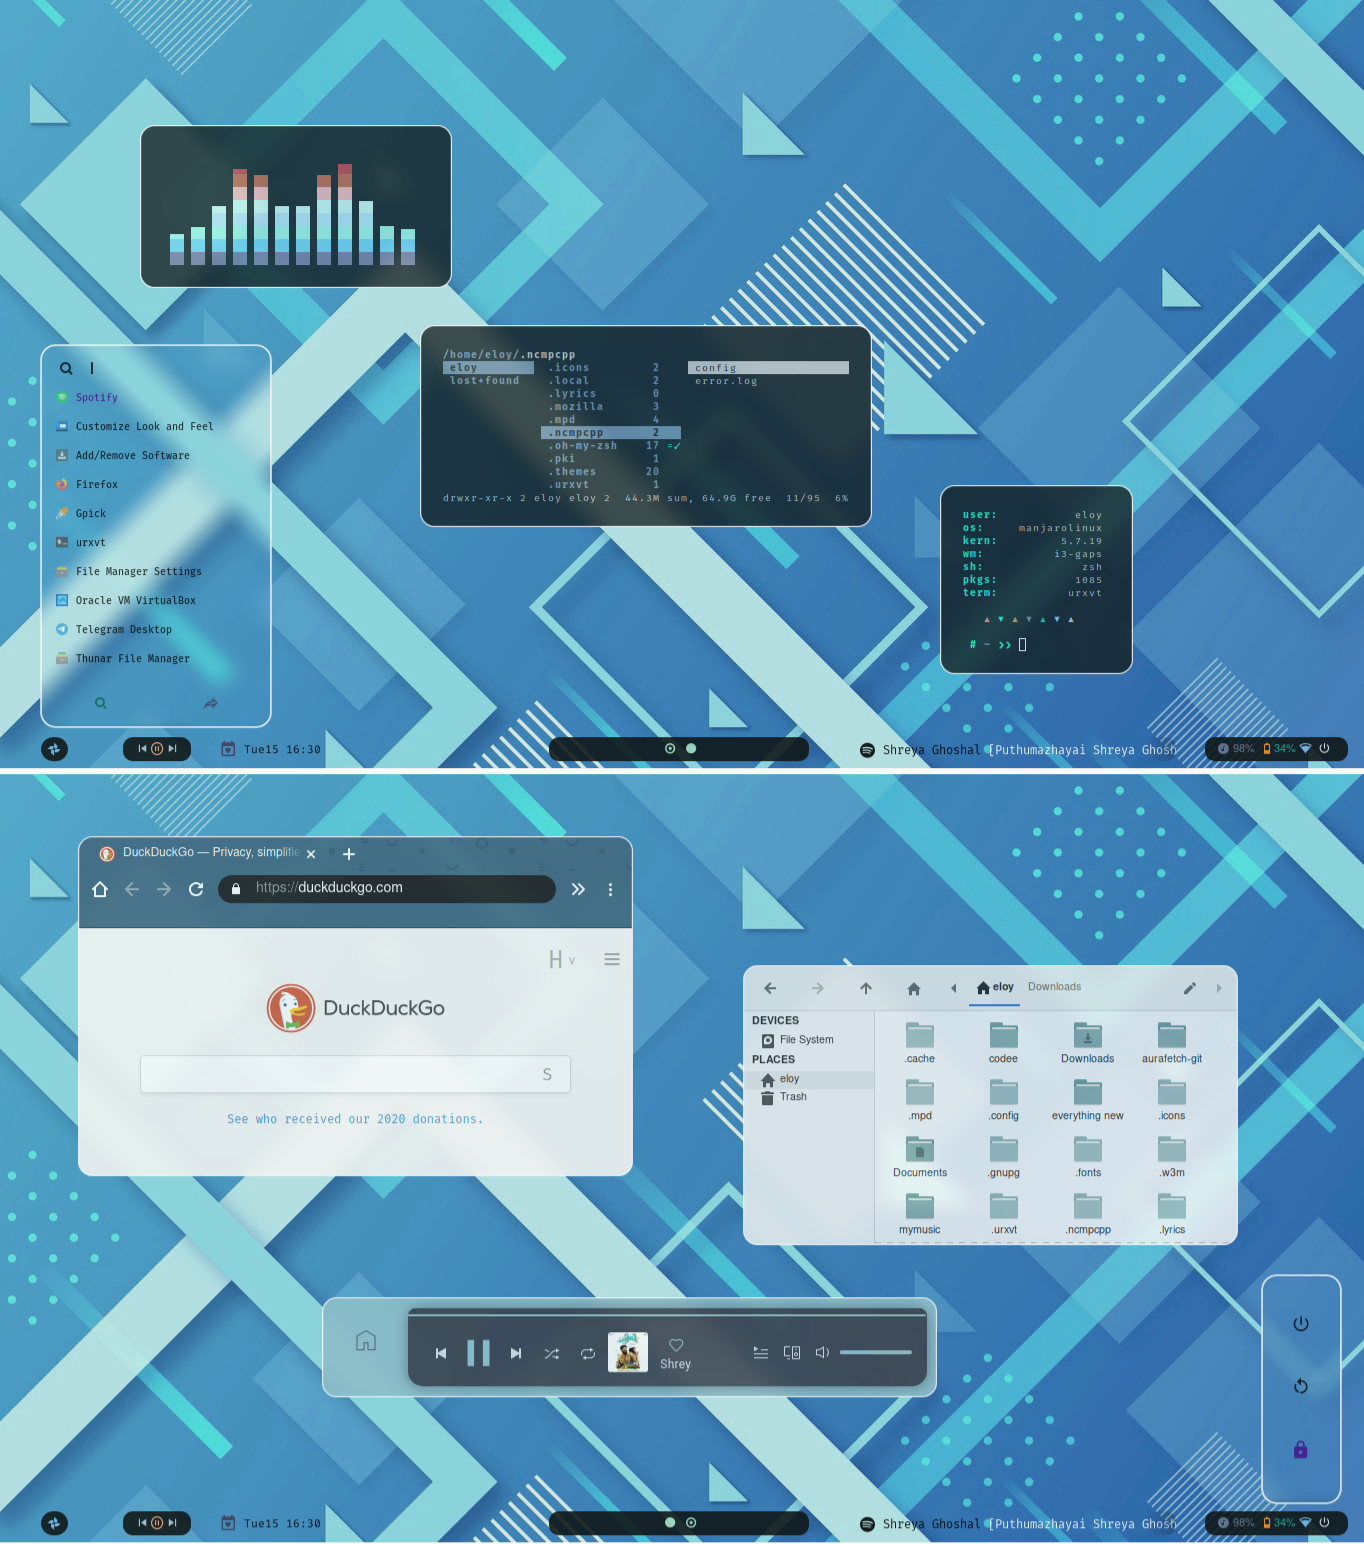 Spotify
Customize Look and Feel
Add/Remove Software
Firefox
Gpick
urxvt
File Manager Settings
Oracle VM VirtualBox
Telegram Desktop
Thunar File Manager
/home/eloy/.ncmpcpp
eloy .icons 2 config
lost+found .local 2 error.log
.lyrics 0
.mozilla 3
.mpd 4
.ncmpcpp 2
.oh-my-zsh 17 =✓
.pki 1
.themes 20
.urxvt 1
drwxr-xr-x 2 eloy eloy 2 44.3M sum, 64.9G free 11/95 6%
user: eloy
os: manjarolinux
kern: 5.7.19
wm: i3-gaps
sh: zsh
pkgs: 1085
term: urxvt
# ~ ››
Tue15 16:30
Shreya Ghoshal [Puthumazhayai Shreya Ghosh
98% 34%
DuckDuckGo — Privacy, simplifie
https://duckduckgo.com
H v
DuckDuckGo
S
See who received our 2020 donations.
eloy Downloads
DEVICES
File System
PLACES
eloy
Trash
.cache codee Downloads aurafetch-git
.mpd .config everything new .icons
Documents .gnupg .fonts .w3m
mymusic .urxvt .ncmpcpp .lyrics
Shrey
Tue15 16:30
Shreya Ghoshal [Puthumazhayai Shreya Ghosh
98% 34%